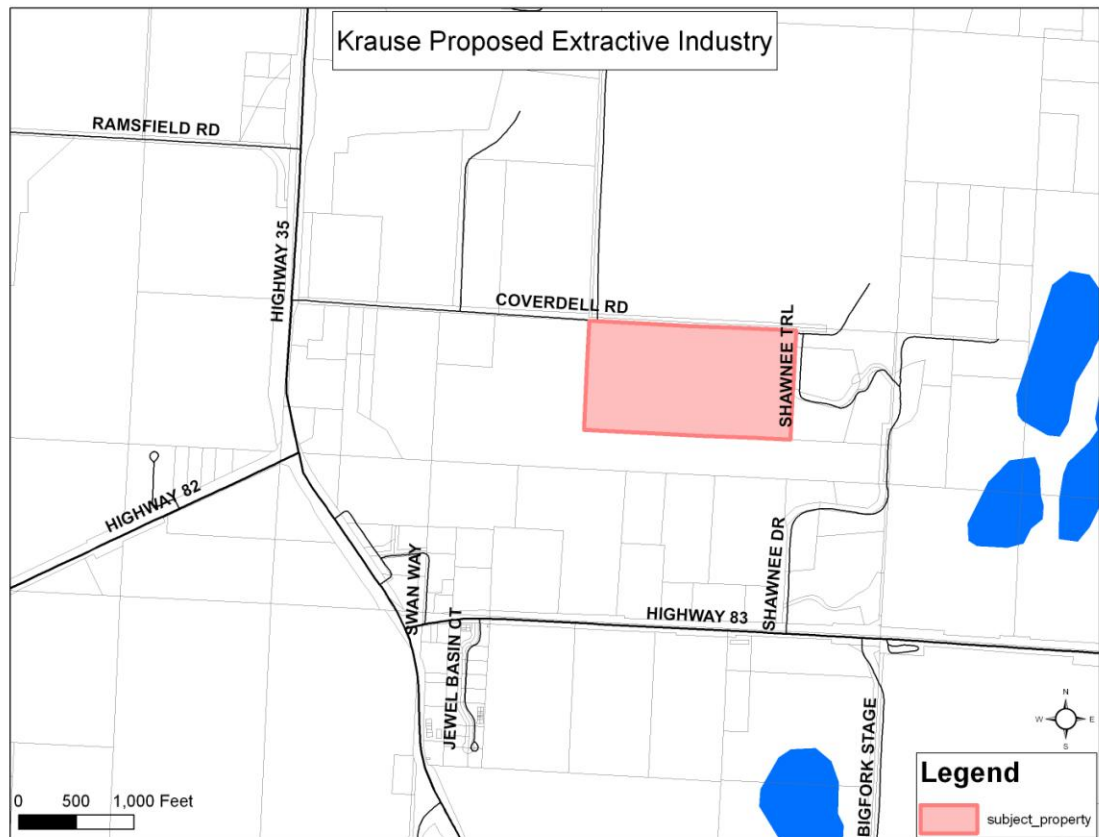 Krause Proposed Extractive Industry
RAMSFIELD RD
HIGHWAY 35
COVERDELL RD
SHAWNEE TRL
HIGHWAY 82
SWAN WAY
JEWEL BASIN CT
HIGHWAY 83
SHAWNEE DR
BIGFORK STAGE
N
W E
S
0 500 1,000 Feet
Legend
subject_property